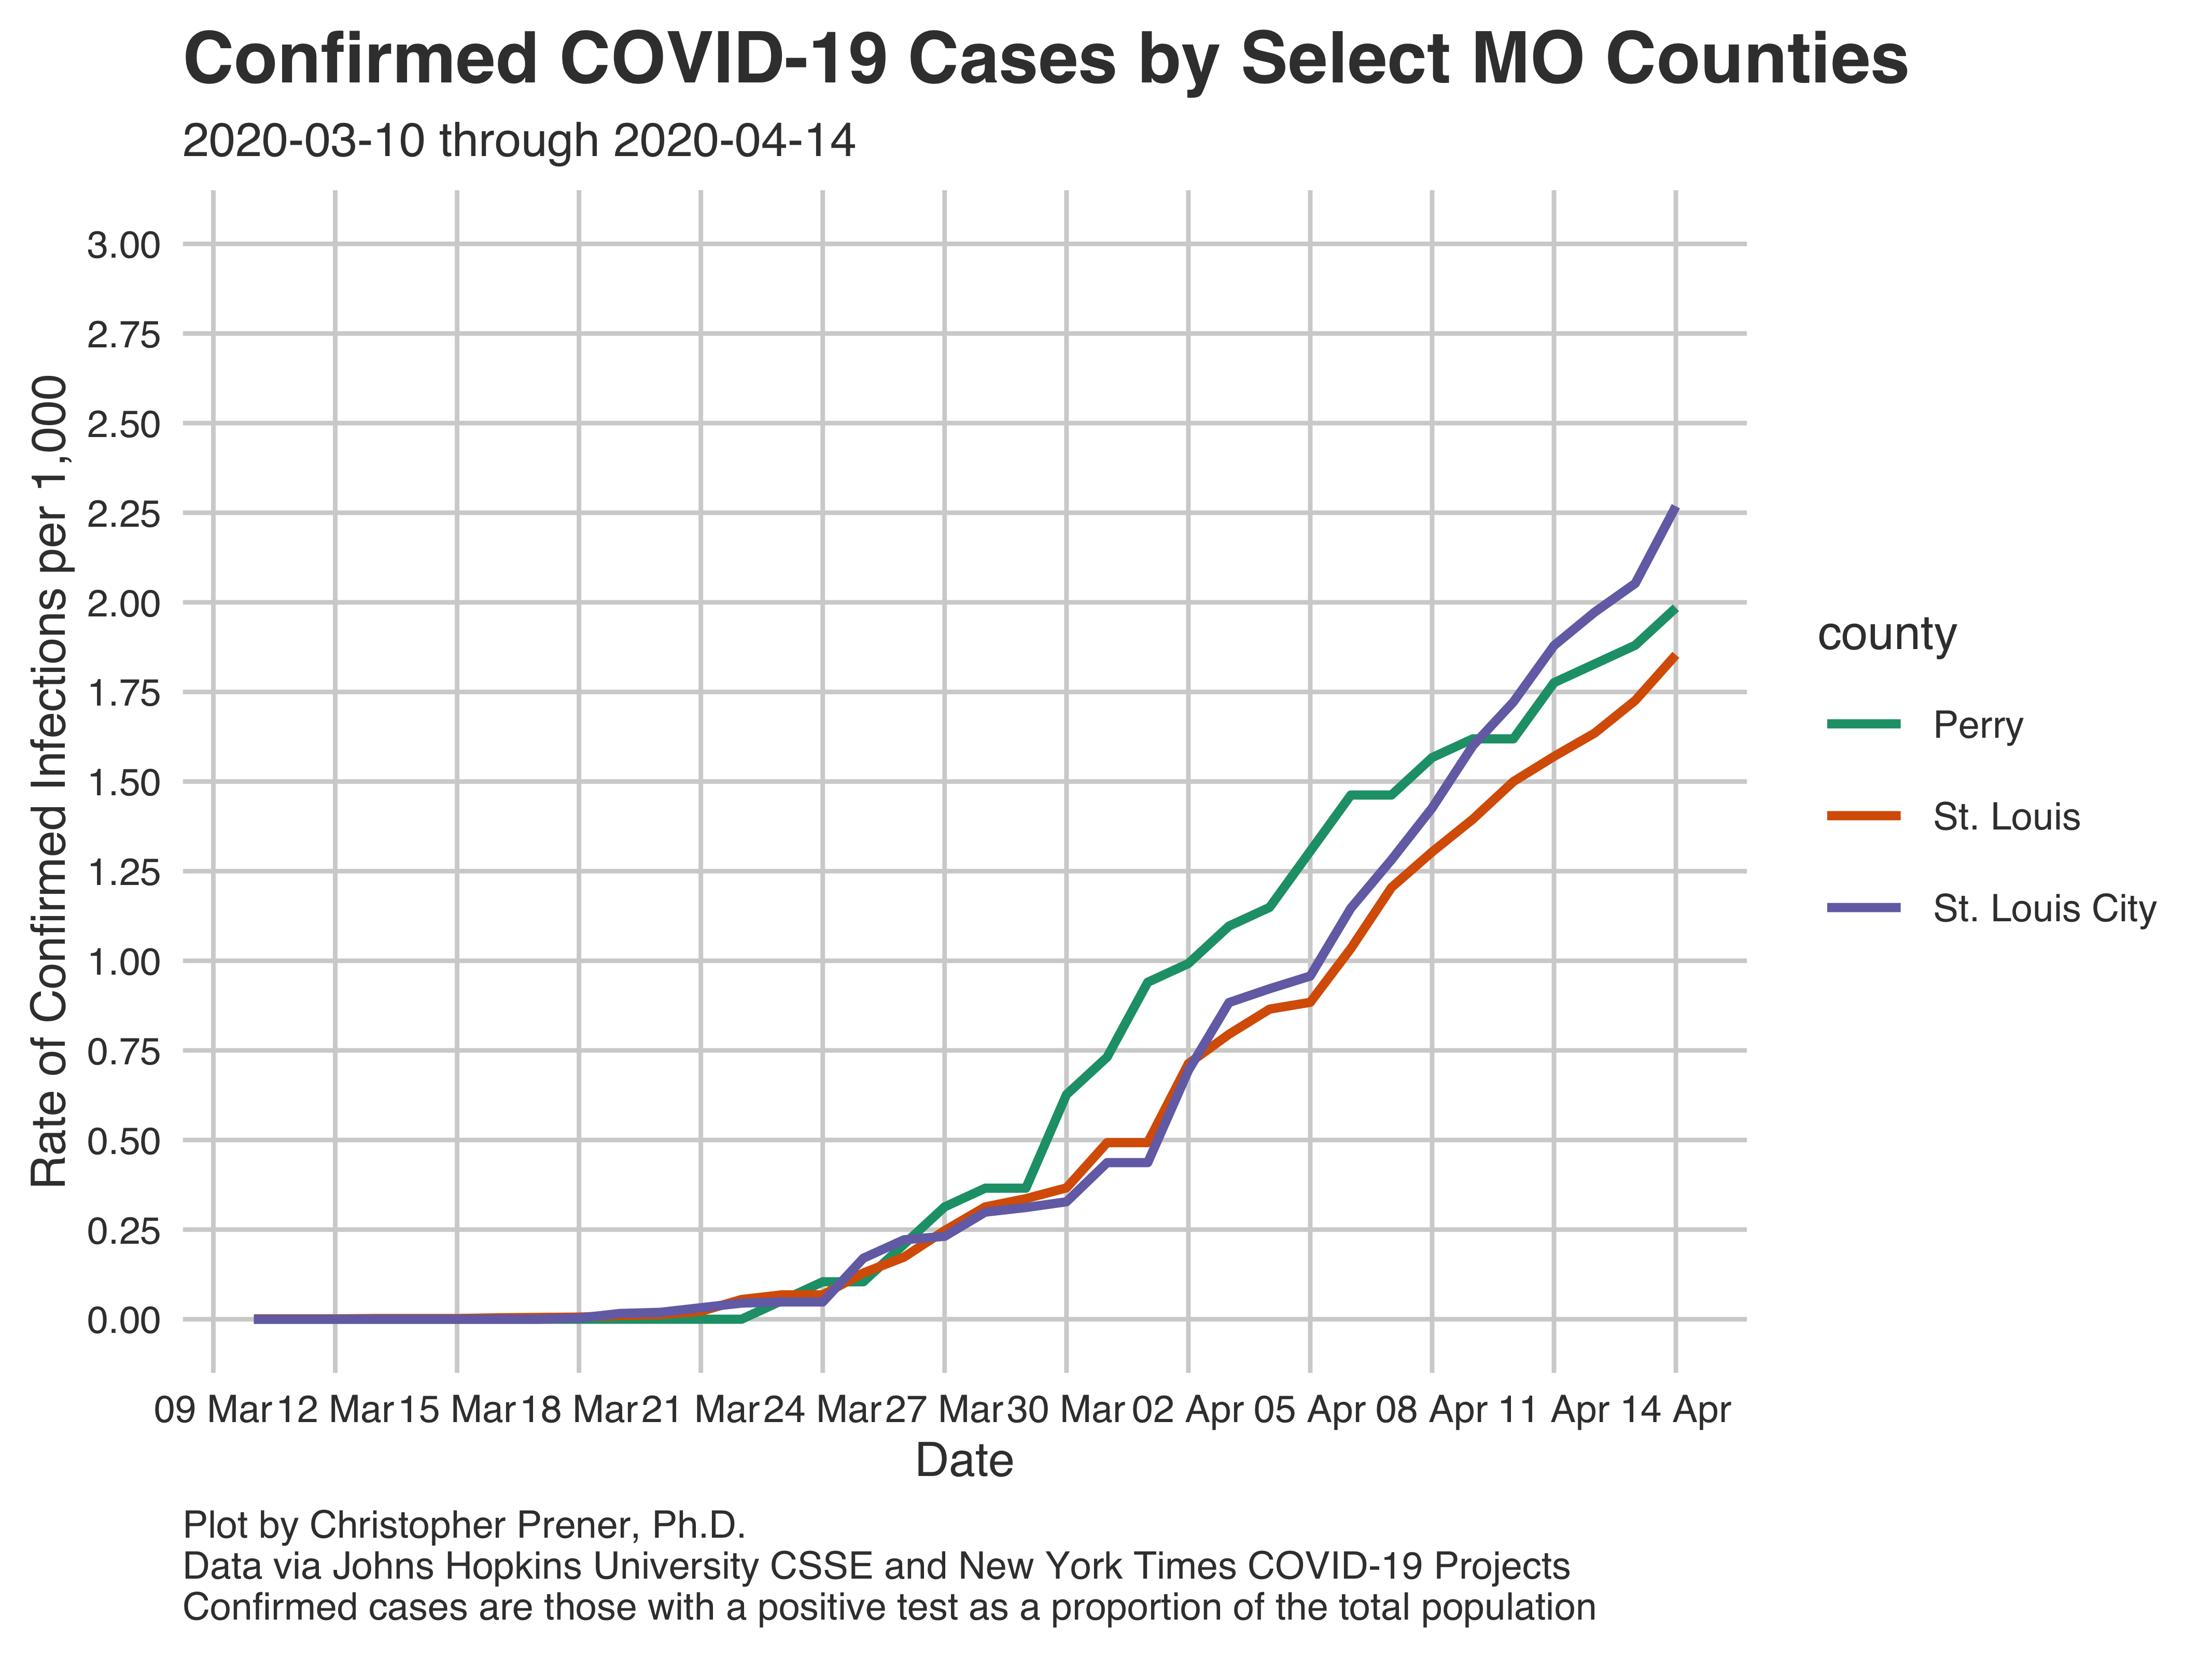 Confirmed COVID-19 Cases by Select MO Counties
2020-03-10 through 2020-04-14
Rate of Confirmed Infections per 1,000
3.00
2.75
2.50
2.25
2.00
1.75
1.50
1.25
1.00
0.75
0.50
0.25
0.00
09 Mar 12 Mar 15 Mar 18 Mar 21 Mar 24 Mar 27 Mar 30 Mar 02 Apr 05 Apr 08 Apr 11 Apr 14 Apr
Date
county
Perry
St. Louis
St. Louis City
Plot by Christopher Prener, Ph.D.
Data via Johns Hopkins University CSSE and New York Times COVID-19 Projects
Confirmed cases are those with a positive test as a proportion of the total population